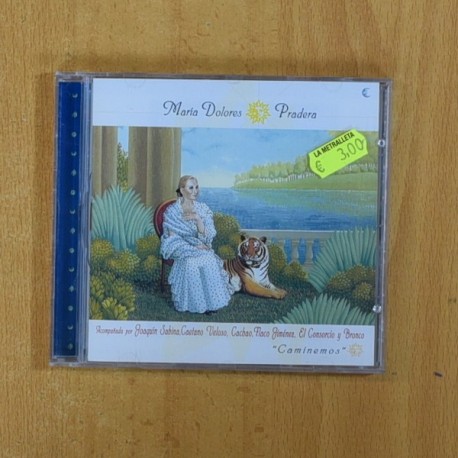 María Dolores Pradera
LA METRALLETA
€ 3,00
Acompañada por Joaquín Sabina, Caetano Veloso, Cachao, Flaco Jiménez, El Consorcio y Bronco
"Caminemos"